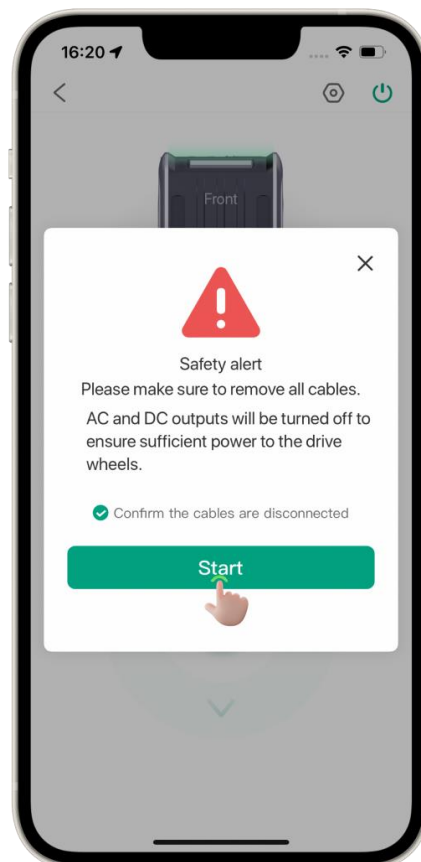 16:20
Front
Safety alert
Please make sure to remove all cables.
AC and DC outputs will be turned off to
ensure sufficient power to the drive
wheels.
Confirm the cables are disconnected
Start